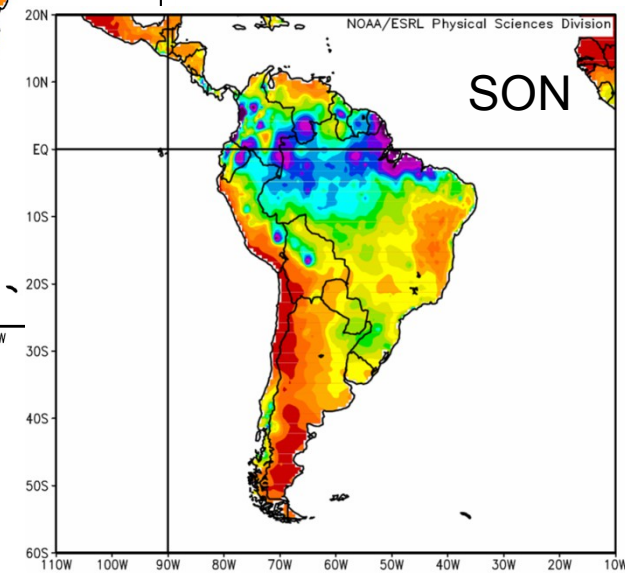 20N
NOAA/ESRL Physical Sciences Division
SON
10N
EQ
10S
20S
30S
40S
50S
60S
110W 100W 90W 80W 70W 60W 50W 40W 30W 20W 10W
W